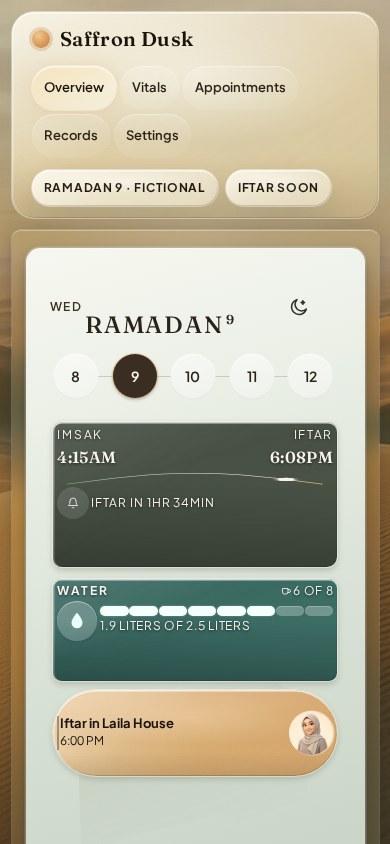 Saffron Dusk
Overview Vitals Appointments
Records Settings
RAMADAN 9 · FICTIONAL IFTAR SOON
WED
RAMADAN⁹
8 9 10 11 12
IMSAK IFTAR
4:15AM 6:08PM
IFTAR IN 1HR 34MIN
WATER 6 OF 8
1.9 LITERS OF 2.5 LITERS
Iftar in Laila House
6:00 PM